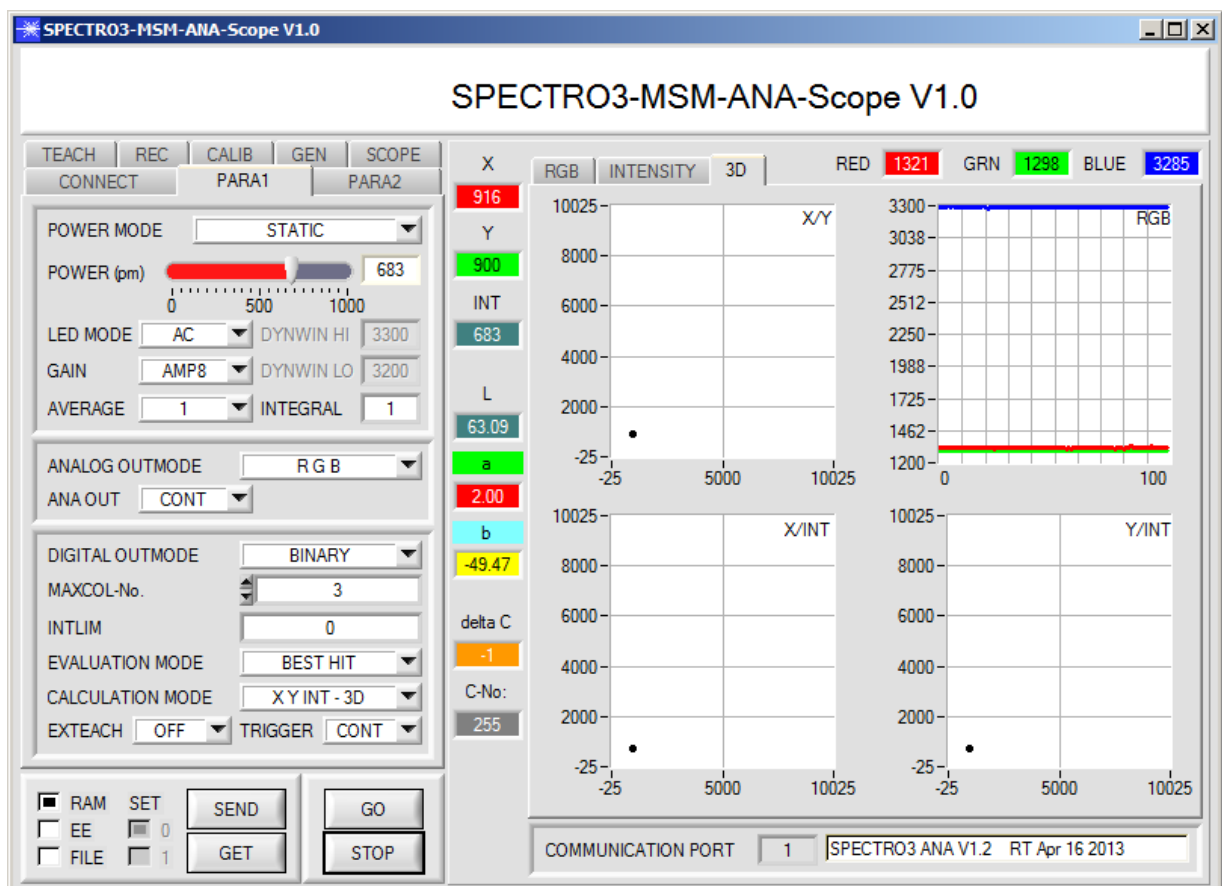 SPECTRO3-MSM-ANA-Scope V1.0
SPECTRO3-MSM-ANA-Scope V1.0
TEACH REC CALIB GEN SCOPE
CONNECT PARA1 PARA2
POWER MODE STATIC
POWER (pm) 683
0 500 1000
LED MODE AC DYNWIN HI 3300
GAIN AMP8 DYNWIN LO 3200
AVERAGE 1 INTEGRAL 1
ANALOG OUTMODE R G B
ANA OUT CONT
DIGITAL OUTMODE BINARY
MAXCOL-No. 3
INTLIM 0
EVALUATION MODE BEST HIT
CALCULATION MODE X Y INT - 3D
EXTEACH OFF TRIGGER CONT
RAM SET
EE 0
FILE 1
SEND
GET
GO
STOP
X
916
Y
900
INT
683
L
63.09
a
2.00
b
-49.47
delta C
-1
C-No:
255
RGB INTENSITY 3D
RED 1321 GRN 1298 BLUE 3285
X/Y
10025
8000
6000
4000
2000
-25
-25 5000 10025
RGB
3300
3038
2775
2512
2250
1988
1725
1462
1200
0 100
X/INT
10025
8000
6000
4000
2000
-25
-25 5000 10025
Y/INT
10025
8000
6000
4000
2000
-25
-25 5000 10025
COMMUNICATION PORT 1 SPECTRO3 ANA V1.2 RT Apr 16 2013